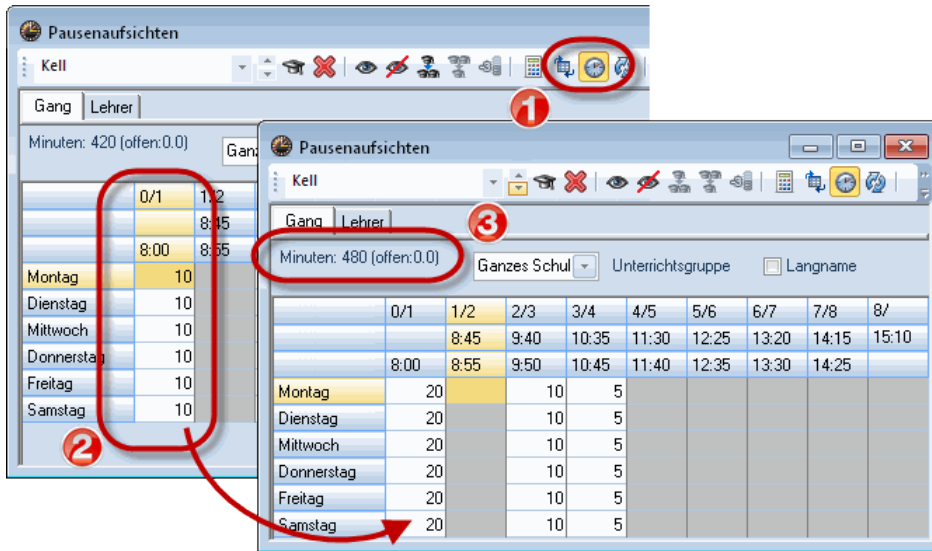 Pausenaufsichten
Kell
1
Gang Lehrer
Minuten: 420 (offen:0.0)
0/1
8:45
8:00 8:55
Montag 10
Dienstag 10
Mittwoch 10
Donnerstag 10
Freitag 10
Samstag 10
2
Pausenaufsichten
Kell
Gang Lehrer
3
Minuten: 480 (offen:0.0) Ganzes Schul Unterrichtsgruppe Langname
0/1 1/2 2/3 3/4 4/5 5/6 6/7 7/8 8/
8:45 9:40 10:35 11:30 12:25 13:20 14:15 15:10
8:00 8:55 9:50 10:45 11:40 12:35 13:30 14:25
Montag 20 10 5
Dienstag 20 10 5
Mittwoch 20 10 5
Donnerstag 20 10 5
Freitag 20 10 5
Samstag 20 10 5